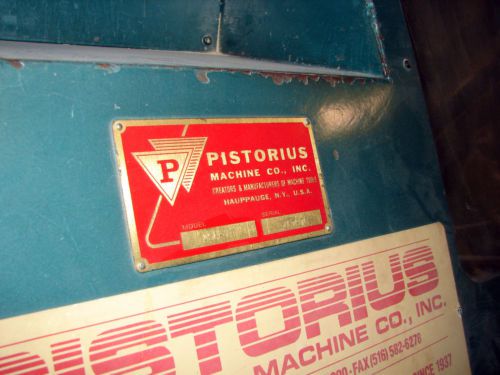 P
PISTORIUS
MACHINE CO., INC.
CREATORS & MANUFACTURERS OF MACHINE TOOLS
HAUPPAUGE, N.Y., U.S.A.
MODEL SERIAL
PISTORIUS
MACHINE CO., INC.
FAX (516) 582-6278
SINCE 1937